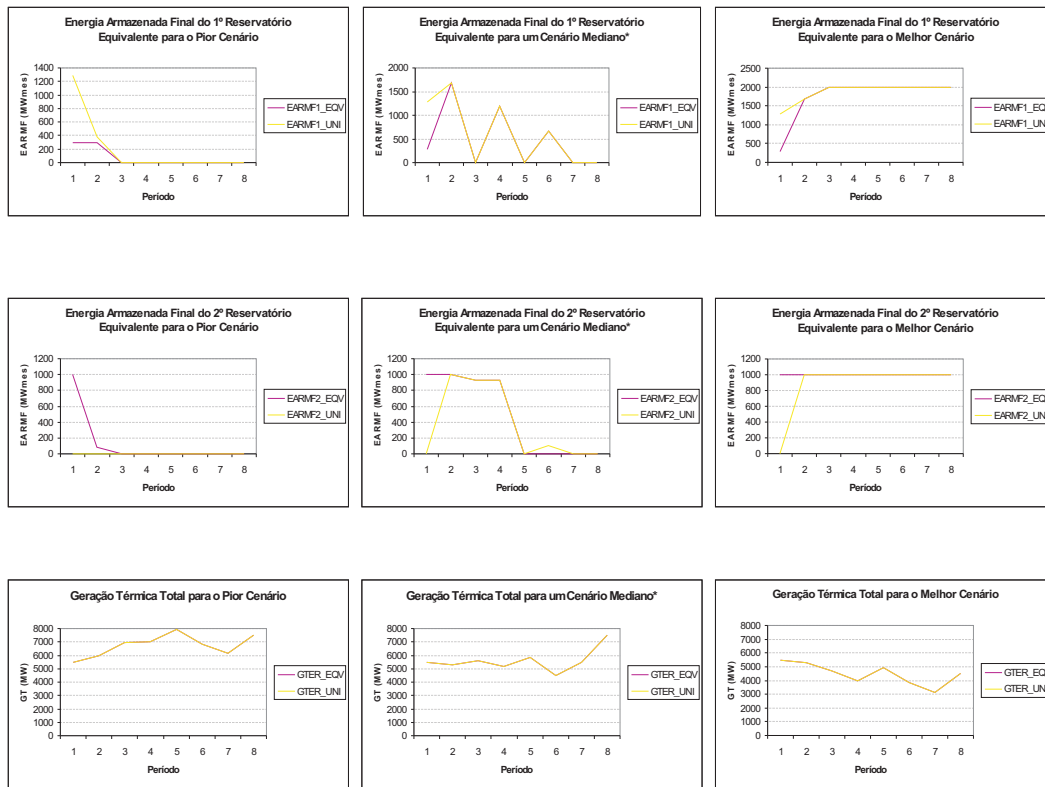 Energia Armazenada Final do 1º Reservatório
Equivalente para o Pior Cenário
1400
1200
1000
800
600
400
200
0
EARMF (MWmes)
1 2 3 4 5 6 7 8
Período
EARMF1_EQV
EARMF1_UNI
Energia Armazenada Final do 1º Reservatório
Equivalente para um Cenário Mediano*
2000
1500
1000
500
0
EARMF (MWmes)
1 2 3 4 5 6 7 8
Período
EARMF1_EQV
EARMF1_UNI
Energia Armazenada Final do 1º Reservatório
Equivalente para o Melhor Cenário
2500
2000
1500
1000
500
0
EARMF (MWmes)
1 2 3 4 5 6 7 8
Período
EARMF1_EQ
EARMF1_UNI
Energia Armazenada Final do 2º Reservatório
Equivalente para o Pior Cenário
1200
1000
800
600
400
200
0
EARMF (MWmes)
1 2 3 4 5 6 7 8
Período
EARMF2_EQV
EARMF2_UNI
Energia Armazenada Final do 2º Reservatório
Equivalente para um Cenário Mediano*
1200
1000
800
600
400
200
0
EARMF (MWmes)
1 2 3 4 5 6 7 8
Período
EARMF2_EQV
EARMF2_UNI
Energia Armazenada Final do 2º Reservatório
Equivalente para o Melhor Cenário
1200
1000
800
600
400
200
0
EARMF (MWmes)
1 2 3 4 5 6 7 8
Período
EARMF2_EQ
EARMF2_UNI
Geração Térmica Total para o Pior Cenário
8000
7000
6000
5000
4000
3000
2000
1000
0
GT (MW)
1 2 3 4 5 6 7 8
Período
GTER_EQV
GTER_UNI
Geração Térmica Total para um Cenário Mediano*
8000
7000
6000
5000
4000
3000
2000
1000
0
GT (MW)
1 2 3 4 5 6 7 8
Período
GTER_EQV
GTER_UNI
Geração Térmica Total para o Melhor Cenário
8000
7000
6000
5000
4000
3000
2000
1000
0
GT (MW)
1 2 3 4 5 6 7 8
Período
GTER_EQ
GTER_UN